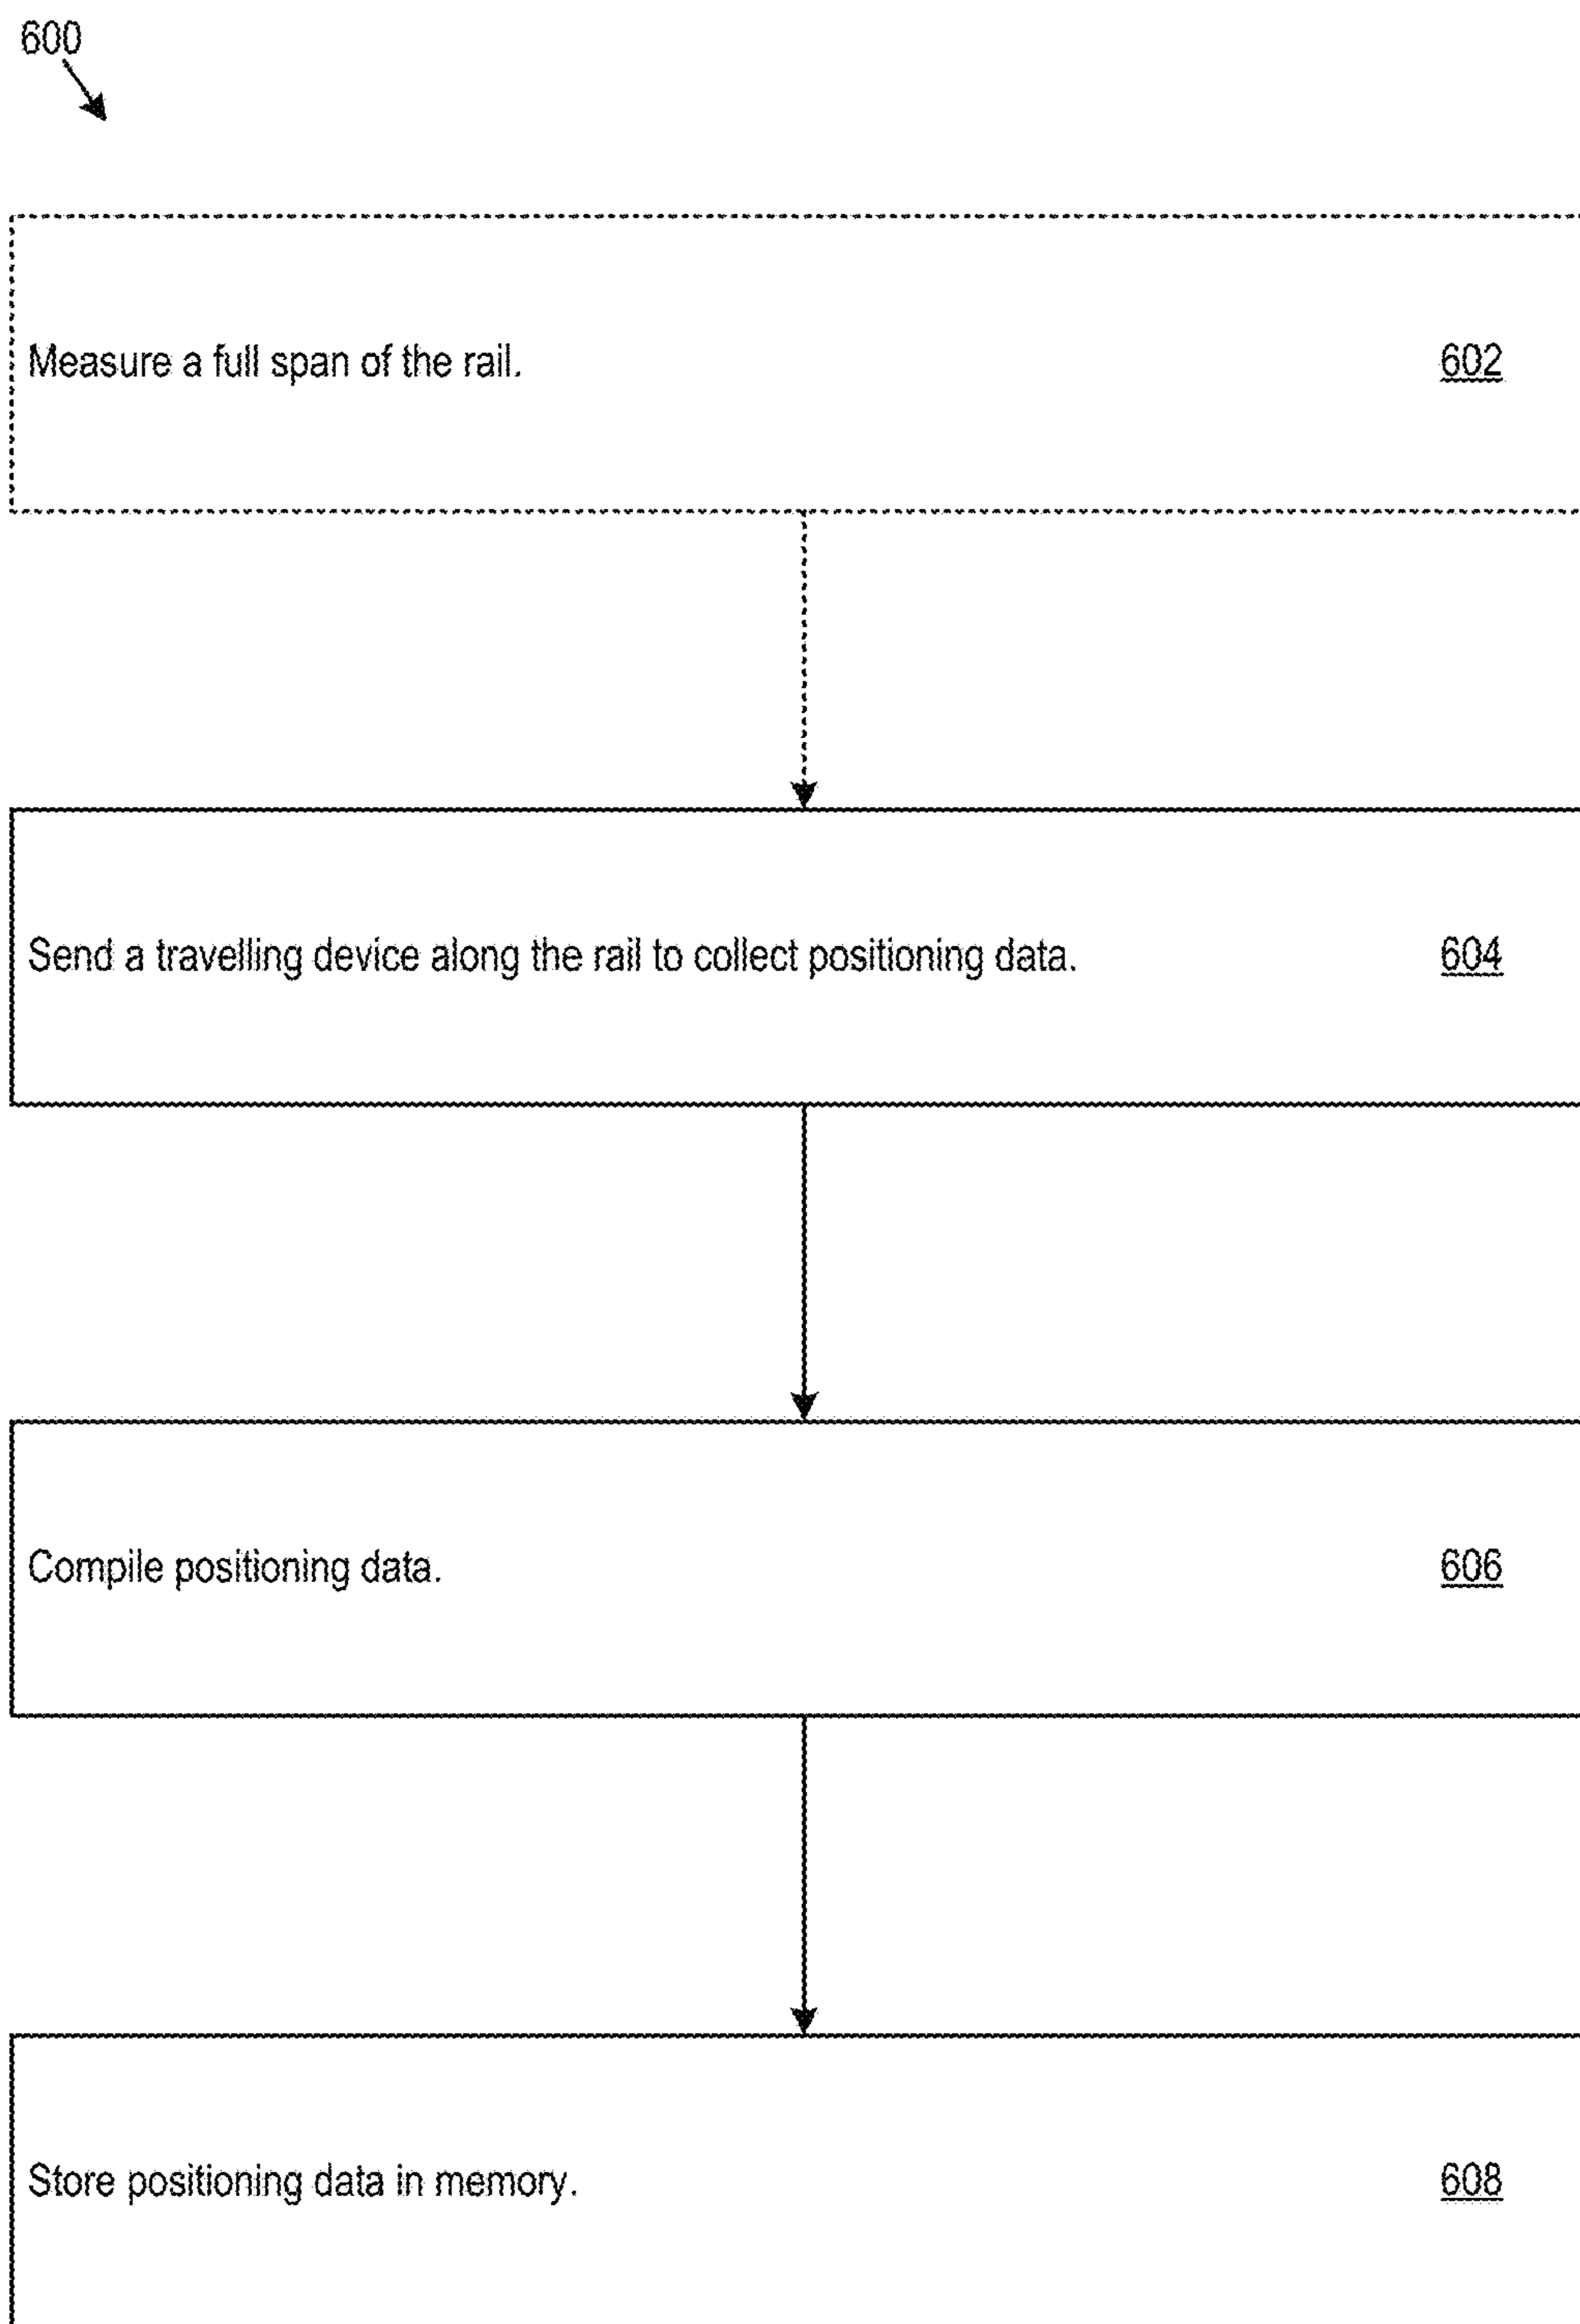 600
Measure a full span of the rail. 602
Send a travelling device along the rail to collect positioning data. 604
Compile positioning data. 606
Store positioning data in memory. 608